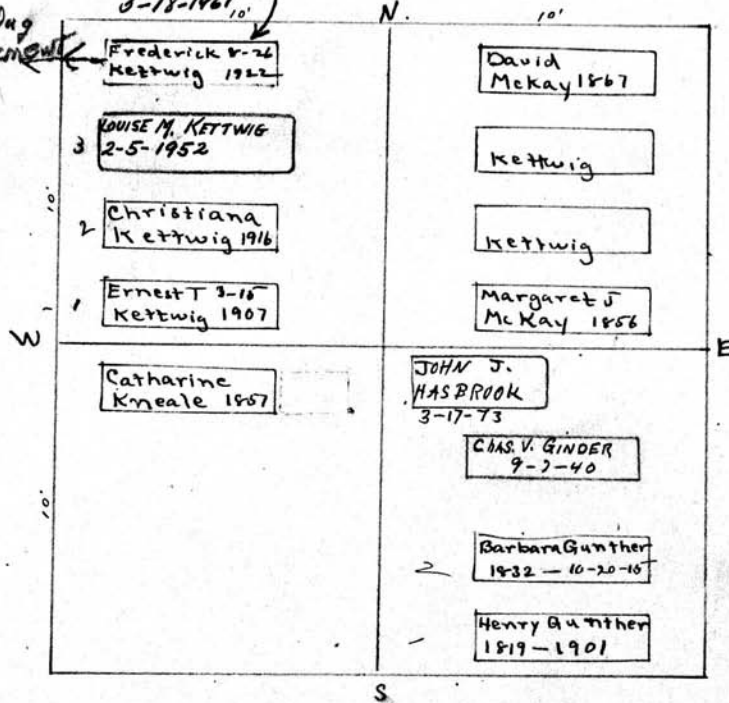 3-18-1961
10'
N.
10'
Frederick 8-26
Kettwig 1922
David
McKay 1867
LOUISE M. KETTWIG
3
2-5-1952
Kettwig
Christiana
2
Kettwig 1916
Kettwig
10'
Ernest T 3-15
1
Kettwig 1907
Margaret J
McKay 1856
W
E
Catharine
Kneale 1857
JOHN J.
HASBROOK
3-17-73
CHAS. V. GINDER
9-7-40
10'
Barbara Gunther
2
1832 — 10-20-15
Henry Gunther
1819 — 1901
S